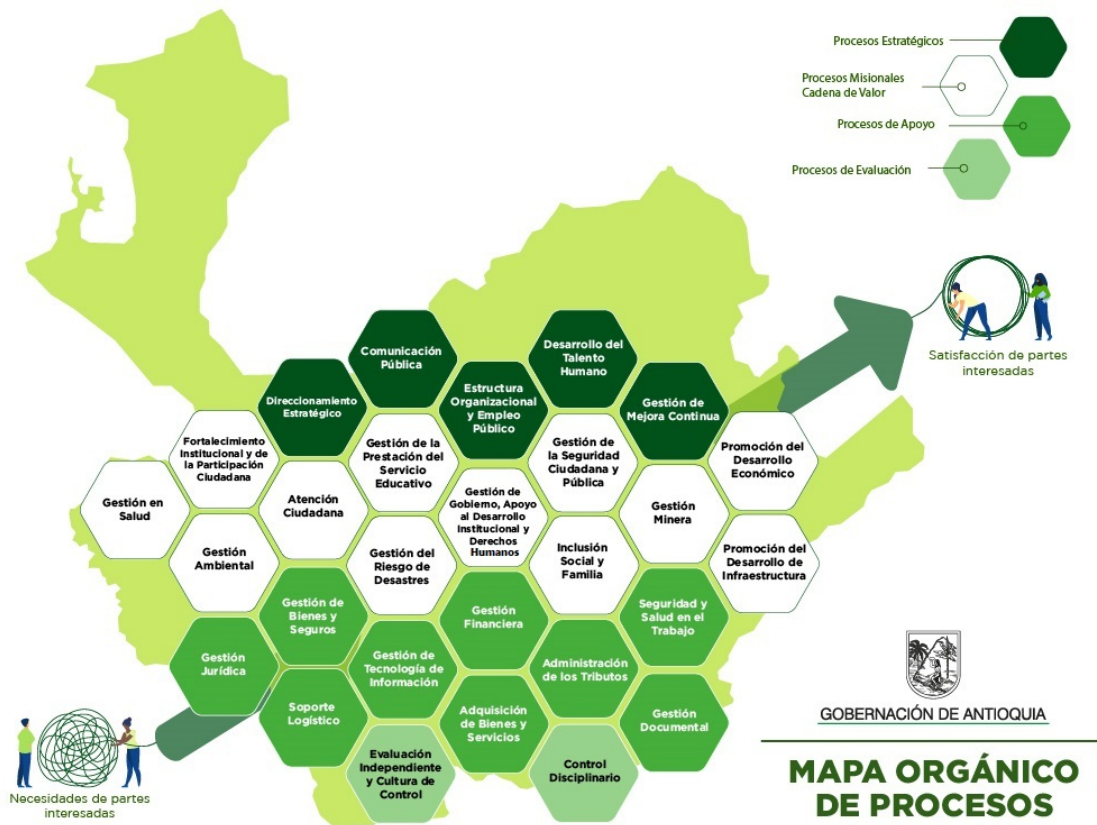 Procesos Estratégicos
Procesos Misionales
Cadena de Valor
Procesos de Apoyo
Procesos de Evaluación
Satisfacción de partes
interesadas
Comunicación
Pública
Desarrollo del
Talento
Humano
Direccionamiento
Estratégico
Estructura
Organizacional
y Empleo
Público
Gestión de
Mejora Continua
Fortalecimiento
Institucional y de
la Participación
Ciudadana
Gestión de la
Prestación del
Servicio
Educativo
Gestión de
la Seguridad
Ciudadana y
Pública
Promoción del
Desarrollo
Económico
Gestión en
Salud
Atención
Ciudadana
Gestión de
Gobierno, Apoyo
al Desarrollo
Institucional y
Derechos
Humanos
Gestión
Minera
Gestión
Ambiental
Gestión del
Riesgo de
Desastres
Inclusión
Social y
Familia
Promoción del
Desarrollo de
Infraestructura
Gestión de
Bienes y
Seguros
Gestión
Financiera
Seguridad y
Salud en el
Trabajo
Gestión
Jurídica
Gestión de
Tecnología de
Información
Administración
de los Tributos
Soporte
Logístico
Adquisición
de Bienes y
Servicios
Gestión
Documental
Evaluación
Independiente
y Cultura de
Control
Control
Disciplinario
Necesidades de partes
interesadas
GOBERNACIÓN DE ANTIOQUIA
MAPA ORGÁNICO
DE PROCESOS